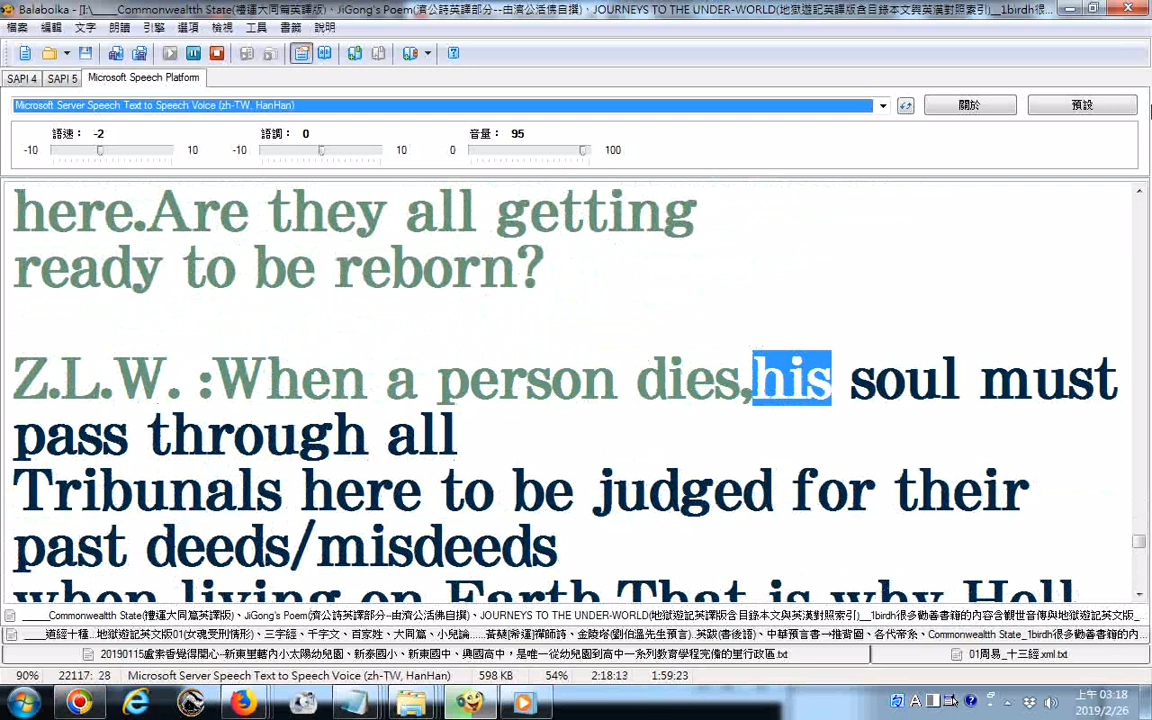 Balabolka - [I:\_____Commonwealth State(禮運大同篇英譯版)、JiGong's Poem(濟公詩英譯部分--由濟公活佛自撰)、JOURNEYS TO THE UNDER-WORLD(地獄遊記英譯版含目錄本文與英漢對照索引)__1birdh很...
檔案 編輯 文字 朗讀 引擎 選項 檢視 工具 書籤 說明
SAPI 4 SAPI 5 Microsoft Speech Platform
Microsoft Server Speech Text to Speech Voice (zh-TW, HanHan) 關於 預設
語速： -2 語調： 0 音量： 95
-10 10 -10 10 0 100
here.Are they all getting
ready to be reborn?
Z.L.W. :When a person dies,his soul must
pass through all
Tribunals here to be judged for their
past deeds/misdeeds
when living on Earth.That is why Hell
_____Commonwealth State(禮運大同篇英譯版)、JiGong's Poem(濟公詩英譯部分--由濟公活佛自撰)、JOURNEYS TO THE UNDER-WORLD(地獄遊記英譯版含目錄本文與英漢對照索引)__1birdh很多勸善書籍的內容含觀世音傳與地獄遊記英文版_
道經十種...地獄遊記英文版01(女魂受刑情形)、三字經、千字文、百家姓、大同篇、小兒論......黃蘗[希運]禪師詩、金陵塔(劉伯溫先生預言).英跋(書後語)、中華預言書一推背圖、各代帝系、Commonwealth State_1birdh很多勸善書籍的內...
20190115盧素香覺得開心--新東里轄內小太陽幼兒園、新泰國小、新東國中、興國高中，是唯一從幼兒園到高中一系列教育學程完備的里行政區.txt 01周易_十三經.xml.txt
90% 22117: 28 Microsoft Server Speech Text to Speech Voice (zh-TW, HanHan) 598 KB 54% 2:18:13 1:59:23
上午 03:18
2019/2/26